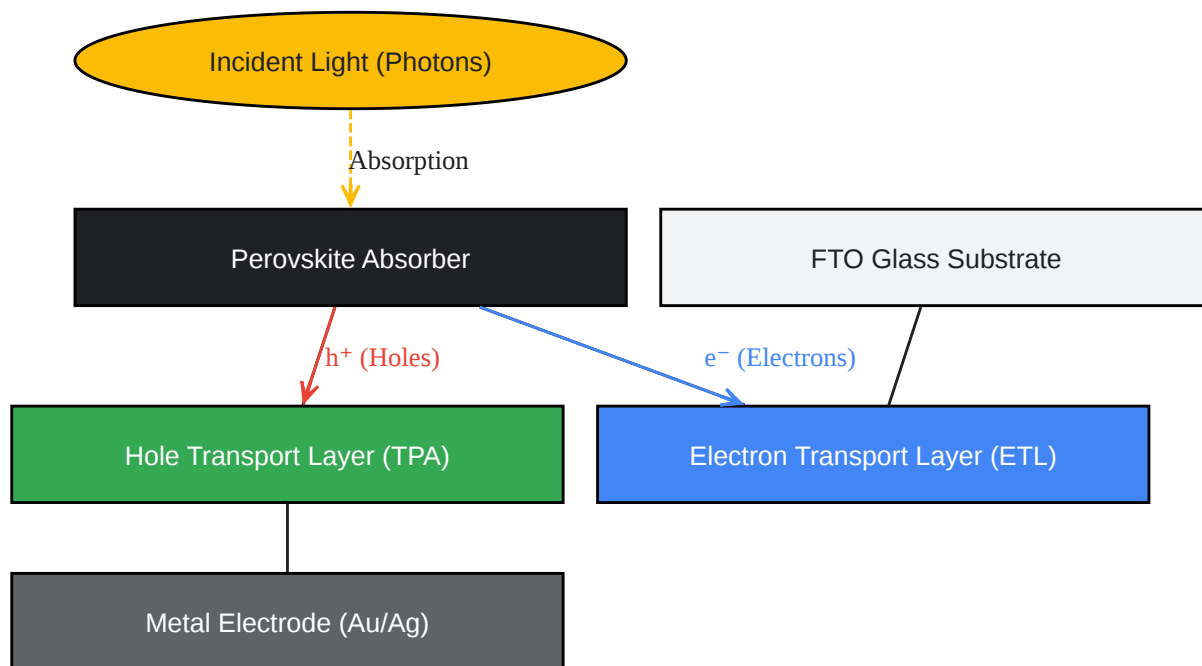 Incident Light (Photons)
Absorption
Perovskite Absorber
FTO Glass Substrate
h⁺ (Holes)
e⁻ (Electrons)
Hole Transport Layer (TPA)
Electron Transport Layer (ETL)
Metal Electrode (Au/Ag)